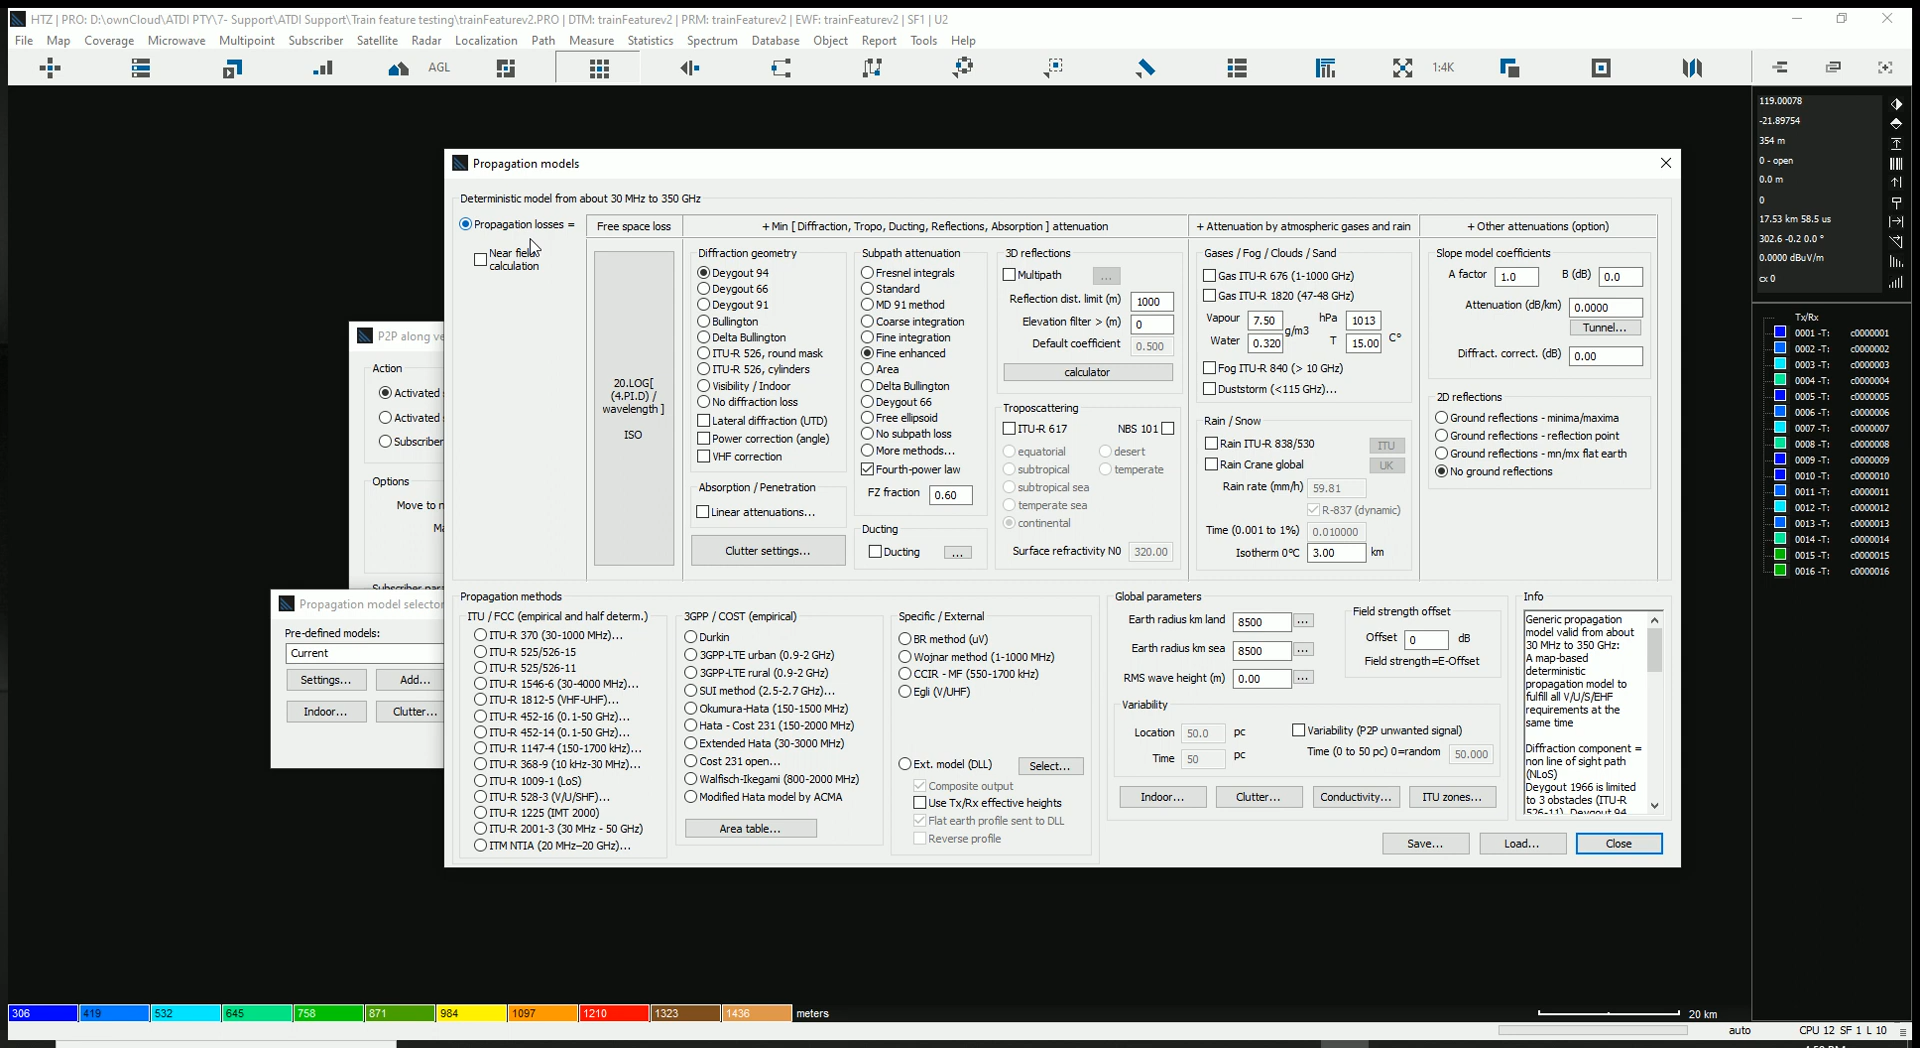 HTZ | PRO: D:\ownCloud\ATDI PTY\7- Support\ATDI Support\Train feature testing\trainFeaturev2.PRO | DTM: trainFeaturev2 | PRM: trainFeaturev2 | EWF: trainFeaturev2 | SF1 | U2
File Map Coverage Microwave Multipoint Subscriber Satellite Radar Localization Path Measure Statistics Spectrum Database Object Report Tools Help
AGL
1:4K
119.00078
-21.89754
354 m
0 - open
0.0 m
0
17.53 km 58.5 us
302.6 -0.2 0.0 °
0.0000 dBuV/m
cx 0
Tx/Rx
0001 -T: c0000001
0002 -T: c0000002
0003 -T: c0000003
0004 -T: c0000004
0005 -T: c0000005
0006 -T: c0000006
0007 -T: c0000007
0008 -T: c0000008
0009 -T: c0000009
0010 -T: c0000010
0011 -T: c0000011
0012 -T: c0000012
0013 -T: c0000013
0014 -T: c0000014
0015 -T: c0000015
0016 -T: c0000016
P2P along ve
Action
Activated
Activated
Subscriber
Options
Move to n
Propagation model selector
Pre-defined models:
Current
Settings... Add...
Indoor... Clutter...
Propagation models
Deterministic model from about 30 MHz to 350 GHz
Propagation losses =
Near field
calculation
Free space loss
20.LOG[
(4.PI.D) /
wavelength ]
ISO
+ Min [ Diffraction, Tropo, Ducting, Reflections, Absorption ] attenuation
Diffraction geometry
Deygout 94
Deygout 66
Deygout 91
Bullington
Delta Bullington
ITU-R 526, round mask
ITU-R 526, cylinders
Visibility / Indoor
No diffraction loss
Lateral diffraction (UTD)
Power correction (angle)
VHF correction
Absorption / Penetration
Linear attenuations...
Clutter settings...
Subpath attenuation
Fresnel integrals
Standard
MD 91 method
Coarse integration
Fine integration
Fine enhanced
Area
Delta Bullington
Deygout 66
Free ellipsoid
No subpath loss
More methods...
Fourth-power law
FZ fraction 0.60
Ducting
Ducting ...
3D reflections
Multipath ...
Reflection dist. limit (m) 1000
Elevation filter > (m) 0
Default coefficient 0.500
calculator
Troposcattering
ITU-R 617 NBS 101
equatorial desert
subtropical temperate
subtropical sea
temperate sea
continental
Surface refractivity N0 320.00
+ Attenuation by atmospheric gases and rain
Gases / Fog / Clouds / Sand
Gas ITU-R 676 (1-1000 GHz)
Gas ITU-R 1820 (47-48 GHz)
Vapour 7.50 hPa 1013
g/m3
Water 0.320 T 15.00 C°
Fog ITU-R 840 (> 10 GHz)
Duststorm (<115 GHz)...
Rain / Snow
Rain ITU-R 838/530 ITU
Rain Crane global UK
Rain rate (mm/h) 59.81
R-837 (dynamic)
Time (0.001 to 1%) 0.010000
Isotherm 0°C 3.00 km
+ Other attenuations (option)
Slope model coefficients
A factor 1.0 B (dB) 0.0
Attenuation (dB/km) 0.0000
Tunnel...
Diffract. correct. (dB) 0.00
2D reflections
Ground reflections - minima/maxima
Ground reflections - reflection point
Ground reflections - mn/mx flat earth
No ground reflections
Propagation methods
ITU / FCC (empirical and half determ.)
ITU-R 370 (30-1000 MHz)...
ITU-R 525/526-15
ITU-R 525/526-11
ITU-R 1546-6 (30-4000 MHz)...
ITU-R 1812-5 (VHF-UHF)...
ITU-R 452-16 (0.1-50 GHz)...
ITU-R 452-14 (0.1-50 GHz)...
ITU-R 1147-4 (150-1700 kHz)...
ITU-R 368-9 (10 kHz-30 MHz)...
ITU-R 1009-1 (LoS)
ITU-R 528-3 (V/U/SHF)...
ITU-R 1225 (IMT 2000)
ITU-R 2001-3 (30 MHz - 50 GHz)
ITM NTIA (20 MHz–20 GHz)...
3GPP / COST (empirical)
Durkin
3GPP-LTE urban (0.9-2 GHz)
3GPP-LTE rural (0.9-2 GHz)
SUI method (2.5-2.7 GHz)...
Okumura-Hata (150-1500 MHz)
Hata - Cost 231 (150-2000 MHz)
Extended Hata (30-3000 MHz)
Cost 231 open...
Walfisch-Ikegami (800-2000 MHz)
Modified Hata model by ACMA
Area table...
Specific / External
BR method (uV)
Wojnar method (1-1000 MHz)
CCIR - MF (550-1700 kHz)
Egli (V/UHF)
Ext. model (DLL) Select...
Composite output
Use Tx/Rx effective heights
Flat earth profile sent to DLL
Reverse profile
Global parameters
Earth radius km land 8500 ...
Earth radius km sea 8500 ...
RMS wave height (m) 0.00 ...
Field strength offset
Offset 0 dB
Field strength=E-Offset
Variability
Location 50.0 pc
Time 50 pc
Variability (P2P unwanted signal)
Time (0 to 50 pc) 0=random 50.000
Indoor... Clutter... Conductivity... ITU zones...
Info
Generic propagation
model valid from about
30 MHz to 350 GHz:
A map-based
deterministic
propagation model to
fulfill all V/U/S/EHF
requirements at the
same time
Diffraction component =
non line of sight path
(NLoS)
Deygout 1966 is limited
to 3 obstacles (ITU-R
526-11). Deygout 94
Save... Load... Close
306 419 532 645 758 871 984 1097 1210 1323 1436 meters
20 km
auto CPU 12 SF 1 L 10